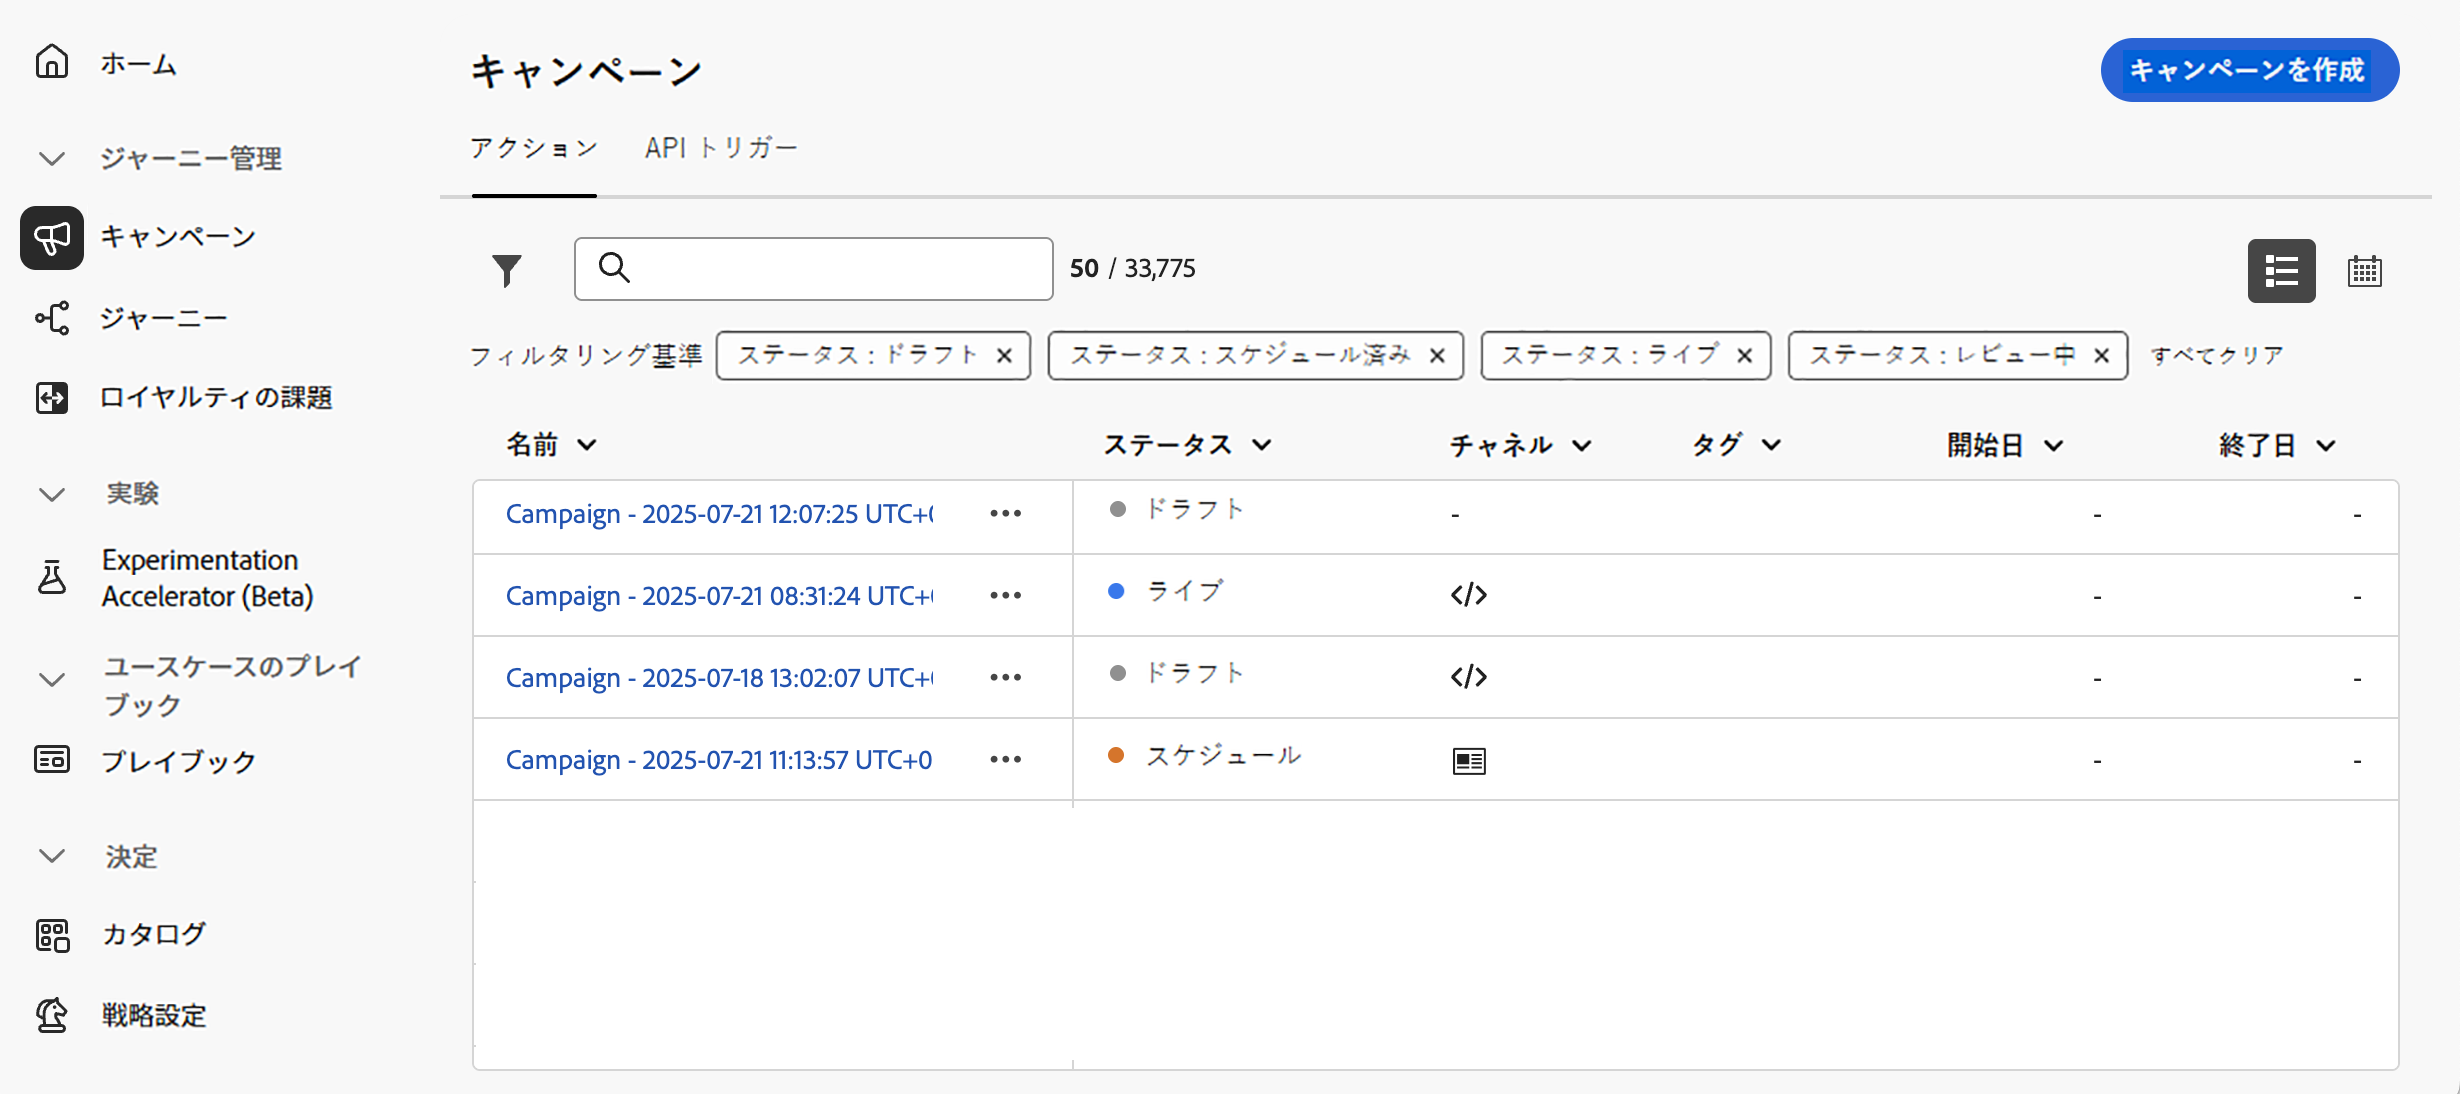 ホーム
ジャーニー管理
キャンペーン
ジャーニー
ロイヤルティの課題
実験
Experimentation
Accelerator (Beta)
ユースケースのプレイ
ブック
プレイブック
決定
カタログ
戦略設定
キャンペーン
キャンペーンを作成
アクション API トリガー
50 / 33,775
フィルタリング基準 ステータス : ドラフト ステータス : スケジュール済み ステータス : ライブ ステータス : レビュー中 すべてクリア
名前 ステータス チャネル タグ 開始日 終了日
Campaign - 2025-07-21 12:07:25 UTC+ ドラフト - - -
Campaign - 2025-07-21 08:31:24 UTC+ ライブ - -
Campaign - 2025-07-18 13:02:07 UTC+ ドラフト - -
Campaign - 2025-07-21 11:13:57 UTC+0 スケジュール - -